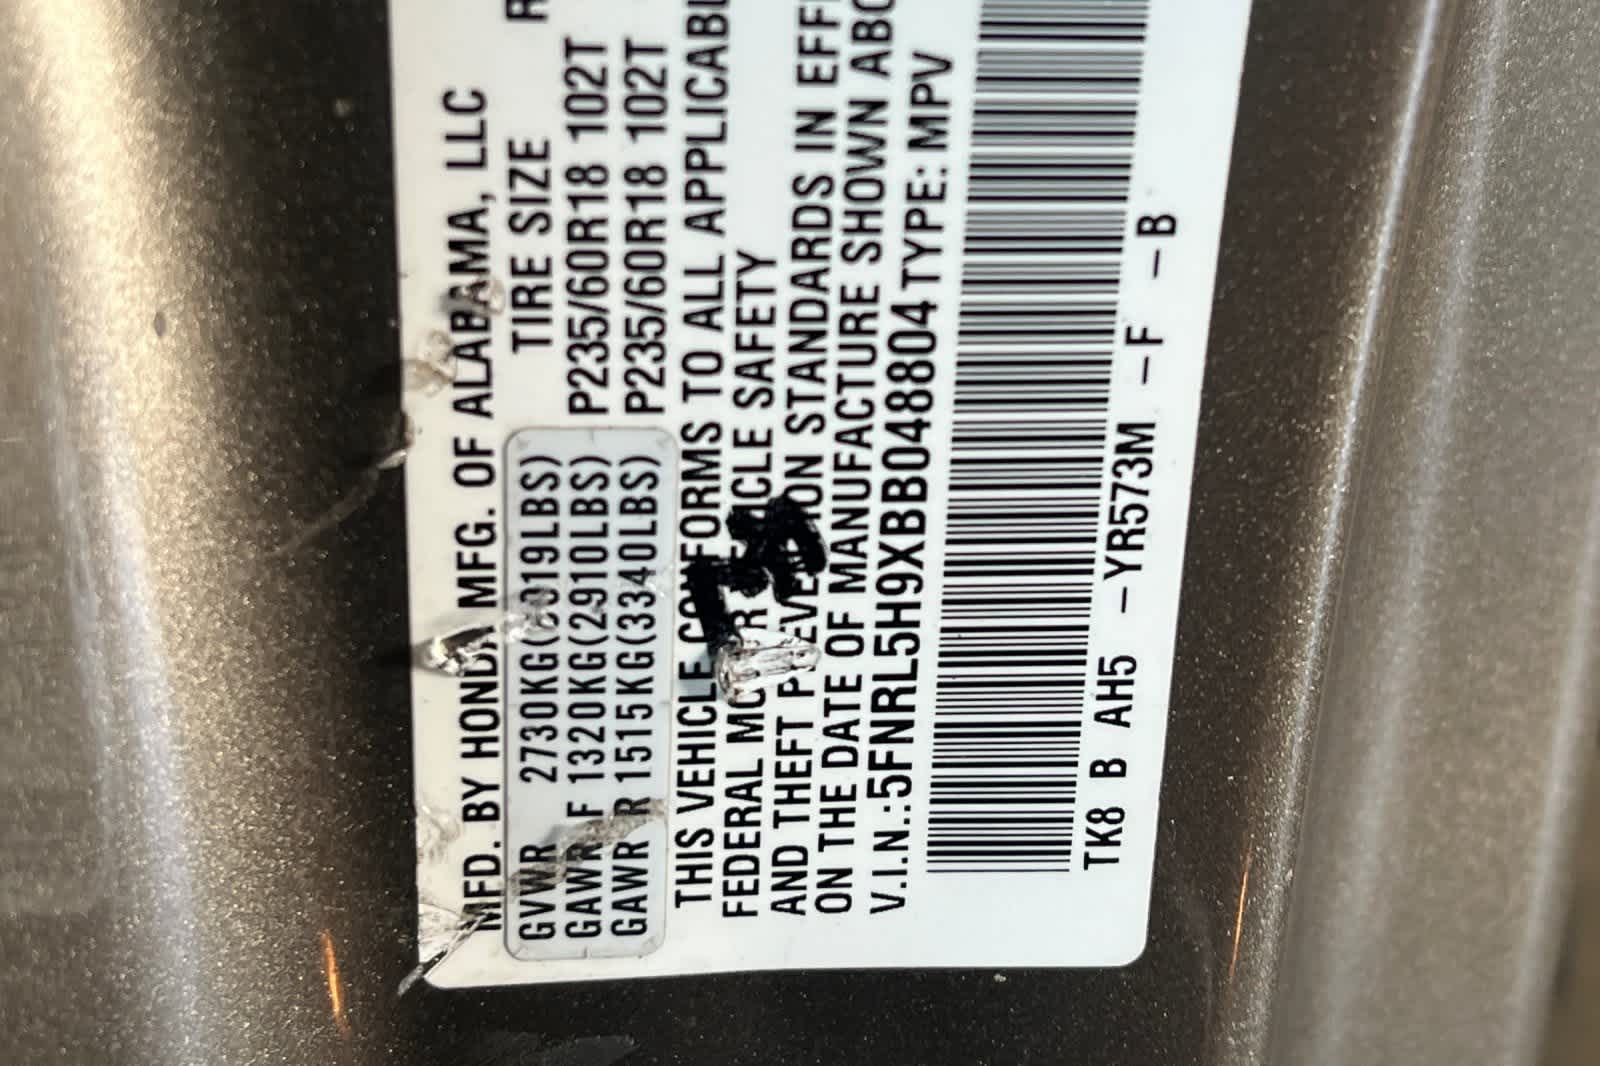 MFD. BY HONDA MFG. OF ALABAMA, LLC
TIRE SIZE R
GVWR 2730KG(6019LBS)
GAWR F 1320KG(2910LBS) P235/60R18 102T
GAWR R 1515KG(3340LBS) P235/60R18 102T
THIS VEHICLE CONFORMS TO ALL APPLICABL
FEDERAL MOTOR VEHICLE SAFETY
AND THEFT PREVENTION STANDARDS IN EFF
ON THE DATE OF MANUFACTURE SHOWN ABO
V.I.N.:5FNRL5H9XBB048804 TYPE: MPV
TK8 B AH5 -YR573M -F -B